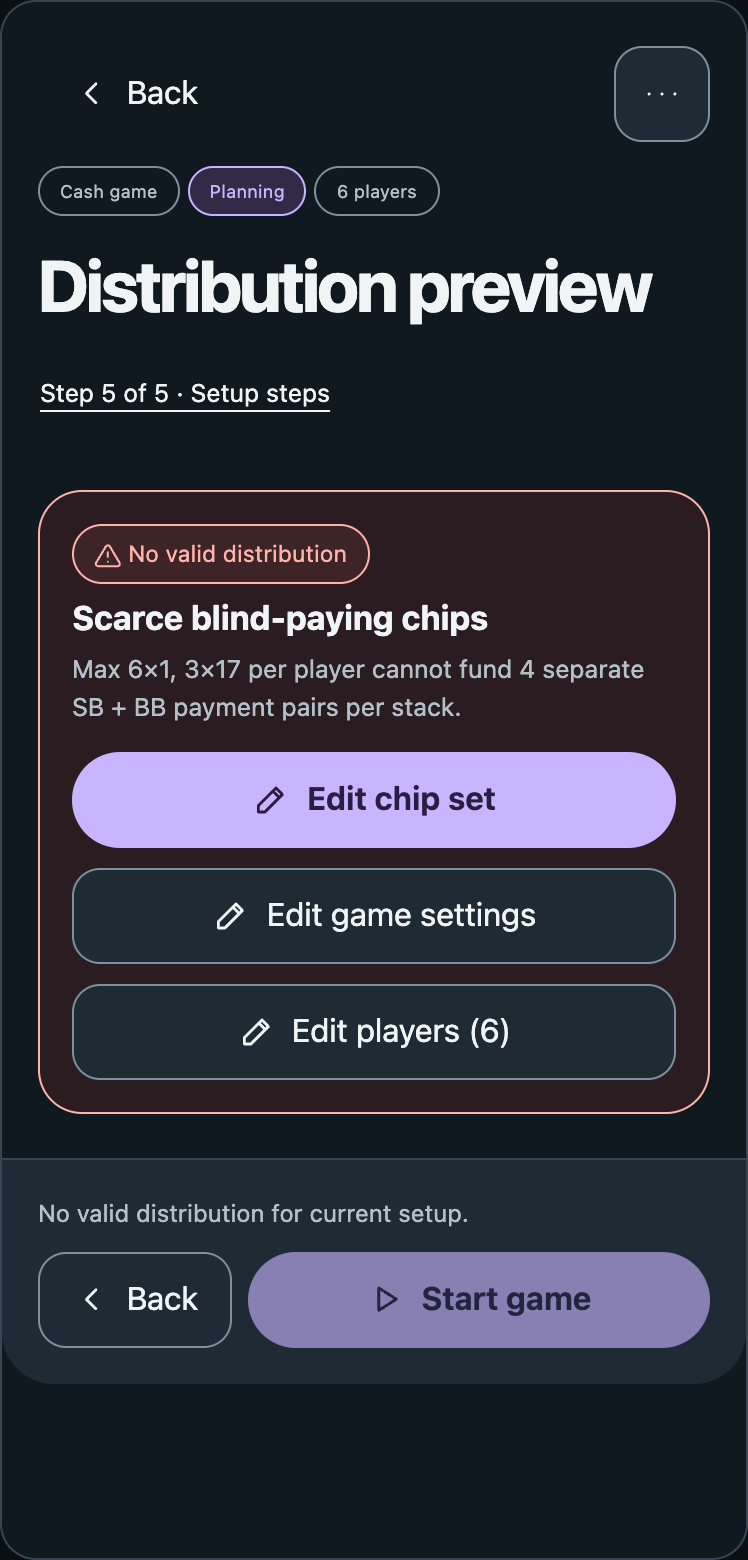 Back
...
Cash game
Planning
6 players
Distribution preview
Step 5 of 5 · Setup steps
No valid distribution
Scarce blind-paying chips
Max 6×1, 3×17 per player cannot fund 4 separate
SB + BB payment pairs per stack.
Edit chip set
Edit game settings
Edit players (6)
No valid distribution for current setup.
Back
Start game